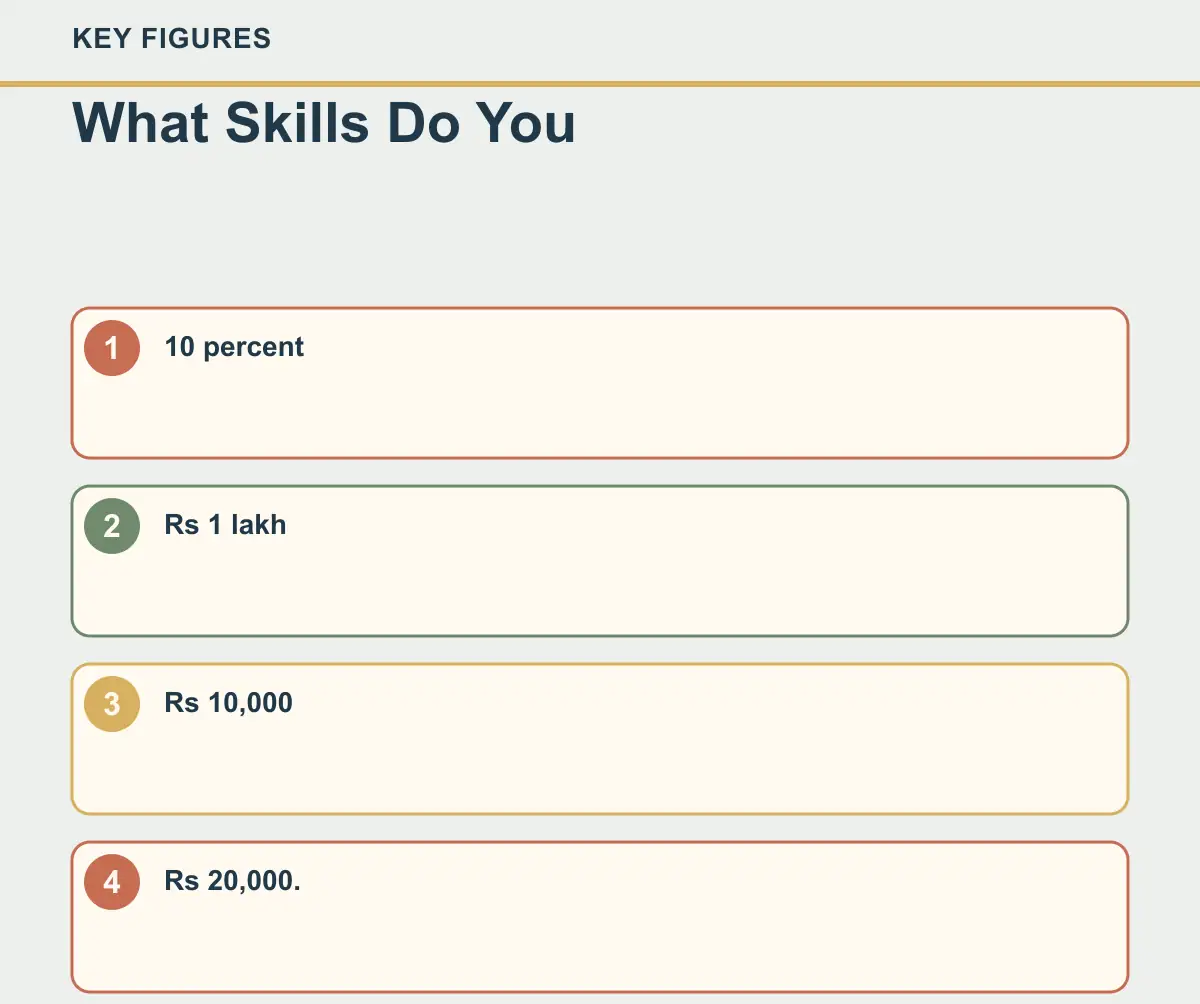 KEY FIGURES
What Skills Do You
1 10 percent
2 Rs 1 lakh
3 Rs 10,000
4 Rs 20,000.